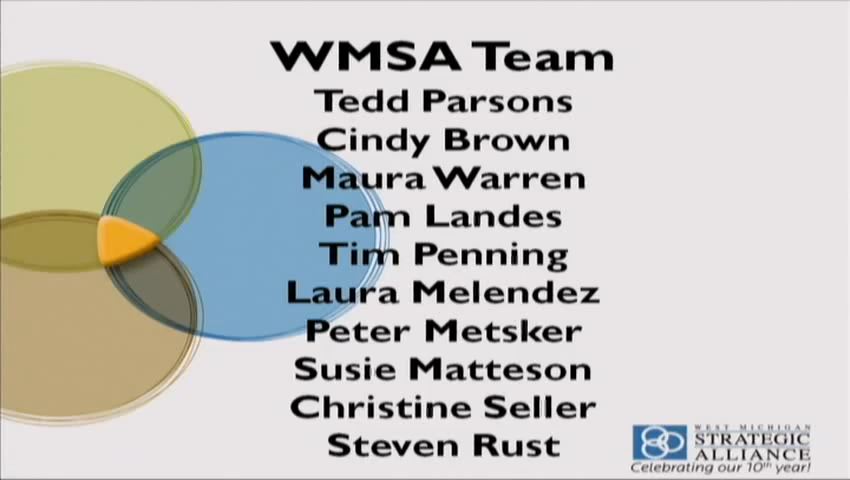 WMSA Team
Tedd Parsons
Cindy Brown
Maura Warren
Pam Landes
Tim Penning
Laura Melendez
Peter Metsker
Susie Matteson
Christine Seller
Steven Rust
WEST MICHIGAN
STRATEGIC
ALLIANCE
Celebrating our 10th year!